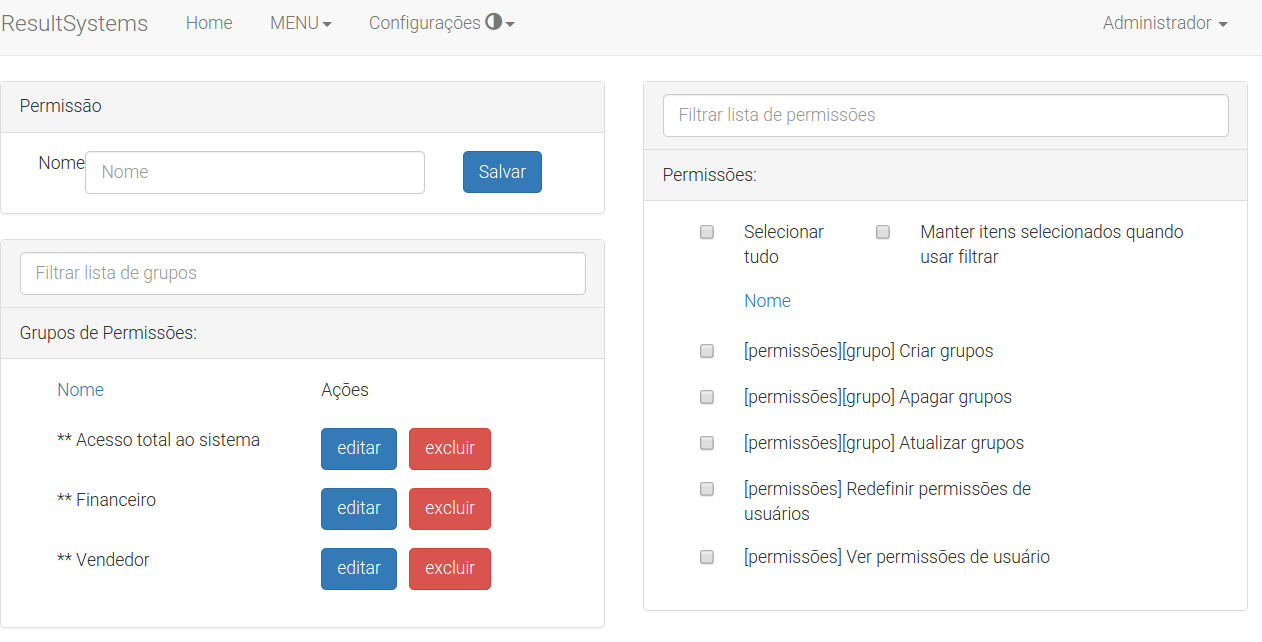 ResultSystems Home MENU Configurações Administrador
Permissão
Nome Nome Salvar
Filtrar lista de grupos
Grupos de Permissões:
Nome Ações
** Acesso total ao sistema editar excluir
** Financeiro editar excluir
** Vendedor editar excluir
Filtrar lista de permissões
Permissões:
Selecionar tudo
Manter itens selecionados quando
usar filtrar
Nome
[permissões][grupo] Criar grupos
[permissões][grupo] Apagar grupos
[permissões][grupo] Atualizar grupos
[permissões] Redefinir permissões de
usuários
[permissões] Ver permissões de usuário